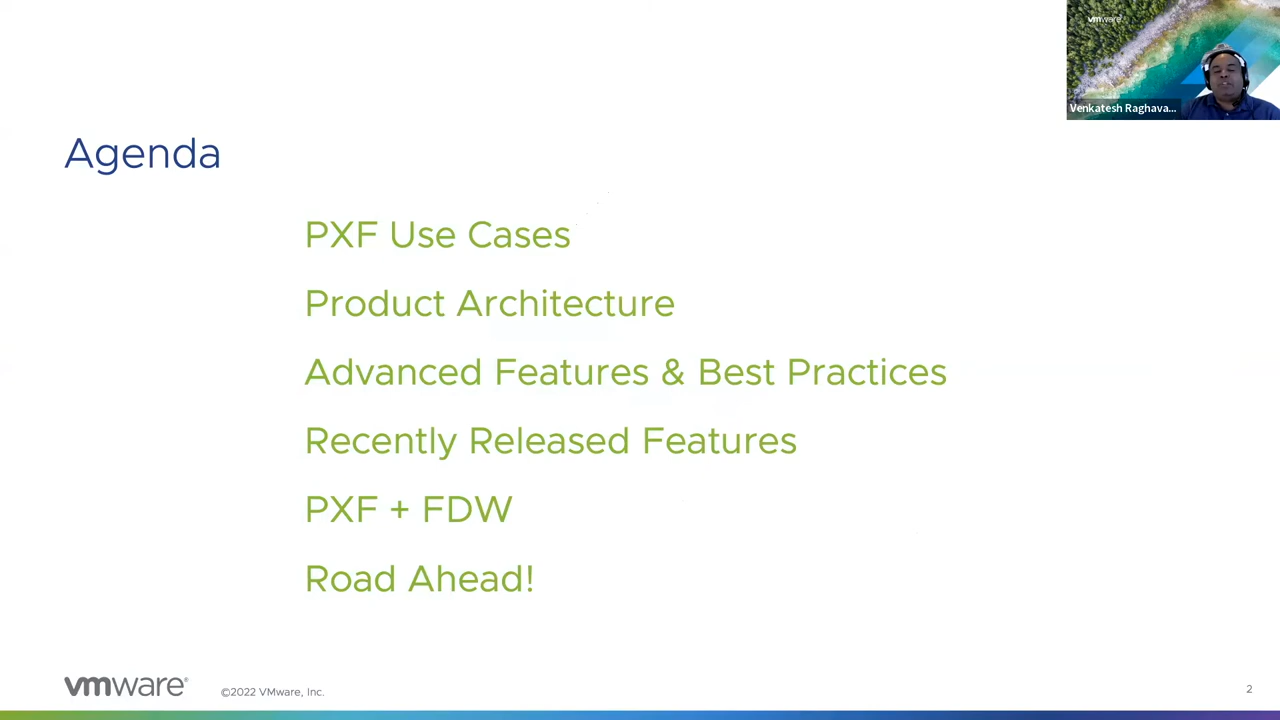 vmware
Venkatesh Raghava...
Agenda
PXF Use Cases
Product Architecture
Advanced Features & Best Practices
Recently Released Features
PXF + FDW
Road Ahead!
vmware®
©2022 VMware, Inc.
2